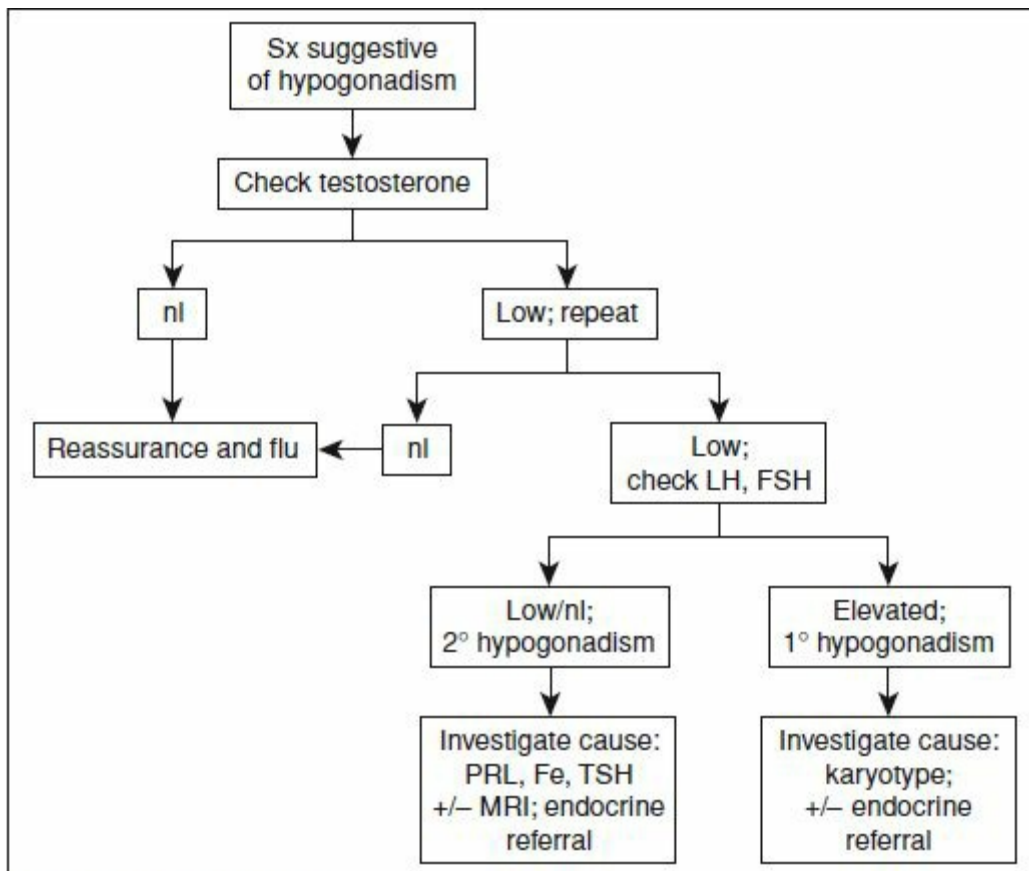 Sx suggestive
of hypogonadism
Check testosterone
nl
Low; repeat
Reassurance and flu
nl
Low;
check LH, FSH
Low/nl;
2° hypogonadism
Elevated;
1° hypogonadism
Investigate cause:
PRL, Fe, TSH
+/– MRI; endocrine
referral
Investigate cause:
karyotype;
+/– endocrine
referral